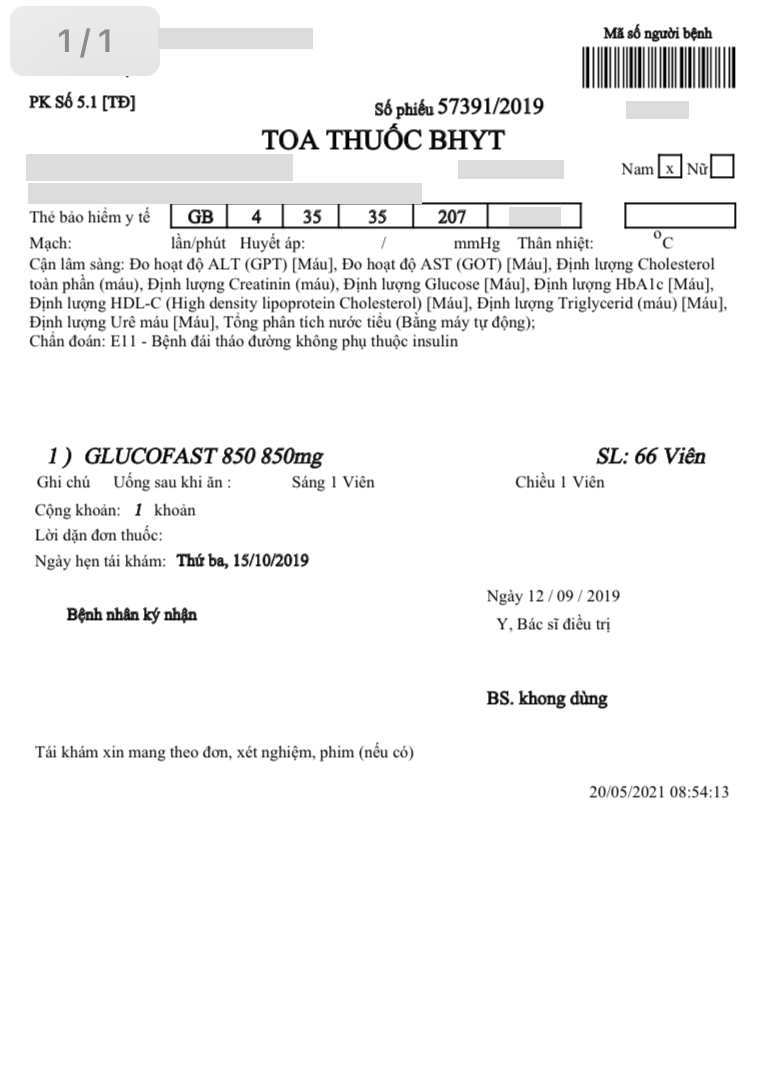 1/1
Mã số người bệnh
PK Số 5.1 [TĐ]
Số phiếu 57391/2019
TOA THUỐC BHYT
Nam x Nữ
Thẻ bảo hiểm y tế GB 4 35 35 207
Mạch: lần/phút Huyết áp: / mmHg Thân nhiệt: °C
Cận lâm sàng: Đo hoạt độ ALT (GPT) [Máu], Đo hoạt độ AST (GOT) [Máu], Định lượng Cholesterol
toàn phần (máu), Định lượng Creatinin (máu), Định lượng Glucose [Máu], Định lượng HbA1c [Máu],
Định lượng HDL-C (High density lipoprotein Cholesterol) [Máu], Định lượng Triglycerid (máu) [Máu],
Định lượng Urê máu [Máu], Tổng phân tích nước tiểu (Bằng máy tự động);
Chẩn đoán: E11 - Bệnh đái tháo đường không phụ thuộc insulin
1 ) GLUCOFAST 850 850mg SL: 66 Viên
Ghi chú Uống sau khi ăn : Sáng 1 Viên Chiều 1 Viên
Cộng khoản: 1 khoản
Lời dặn đơn thuốc:
Ngày hẹn tái khám: Thứ ba, 15/10/2019
Ngày 12 / 09 / 2019
Bệnh nhân ký nhận
Y, Bác sĩ điều trị
BS. khong dùng
Tái khám xin mang theo đơn, xét nghiệm, phim (nếu có)
20/05/2021 08:54:13